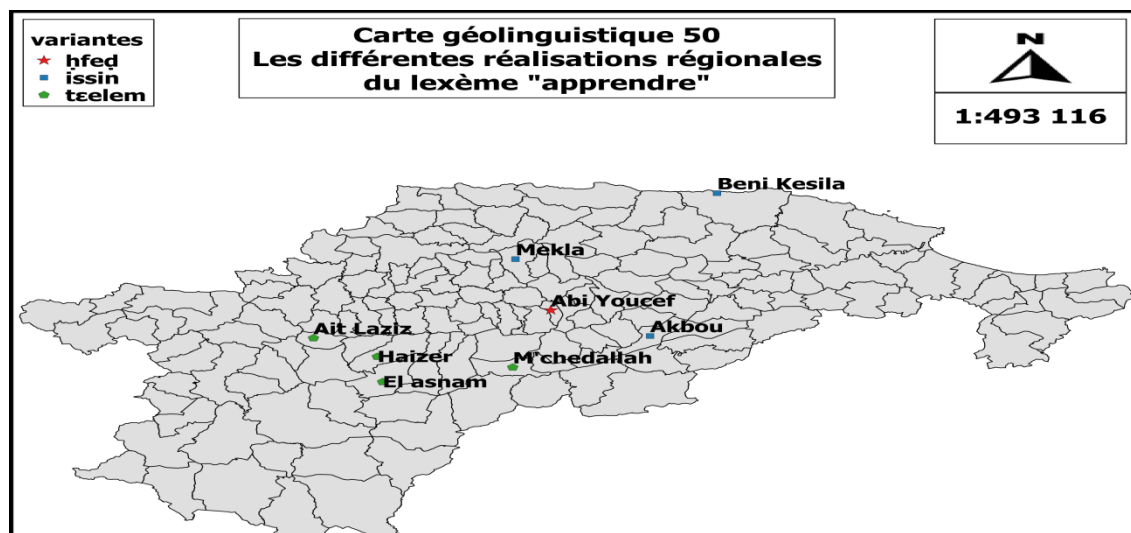 variantes
ḥfeḍ
issin
tɛelem
Carte géolinguistique 50
Les différentes réalisations régionales
du lexème "apprendre"
N
1:493 116
Beni Kesila
Mekla
Abi Youcef
Ait Laziz
Akbou
Haizer
M'chedallah
El asnam